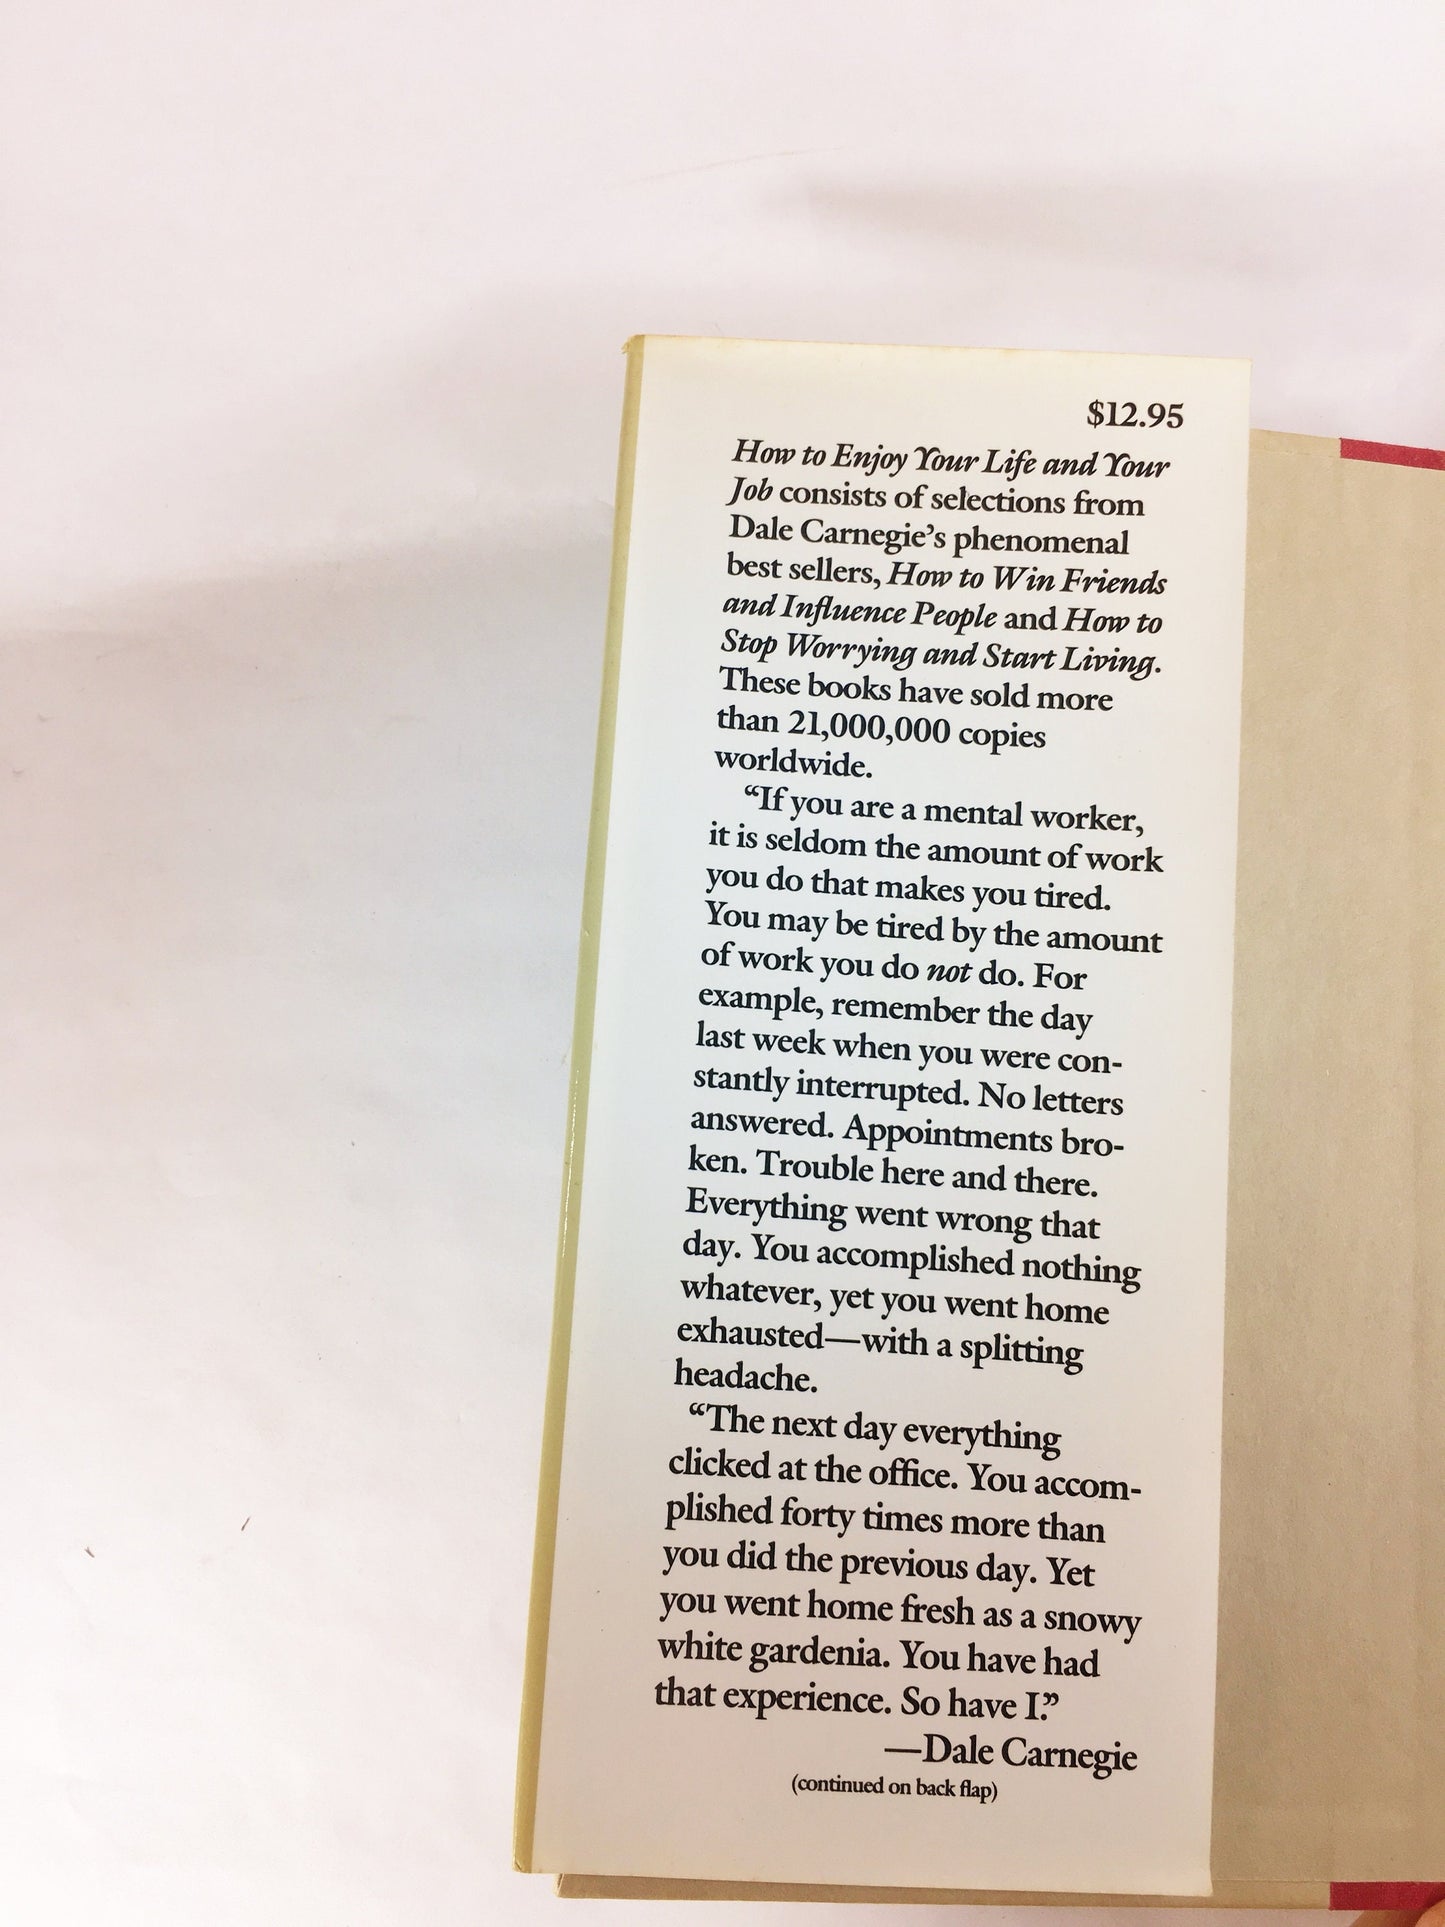 $12.95
How to Enjoy Your Life and Your
Job consists of selections from
Dale Carnegie’s phenomenal
best sellers, How to Win Friends
and Influence People and How to
Stop Worrying and Start Living.
These books have sold more
than 21,000,000 copies
worldwide.
“If you are a mental worker,
it is seldom the amount of work
you do that makes you tired.
You may be tired by the amount
of work you do not do. For
example, remember the day
last week when you were con-
stantly interrupted. No letters
answered. Appointments bro-
ken. Trouble here and there.
Everything went wrong that
day. You accomplished nothing
whatever, yet you went home
exhausted—with a splitting
headache.
“The next day everything
clicked at the office. You accom-
plished forty times more than
you did the previous day. Yet
you went home fresh as a snowy
white gardenia. You have had
that experience. So have I.”
—Dale Carnegie
(continued on back flap)